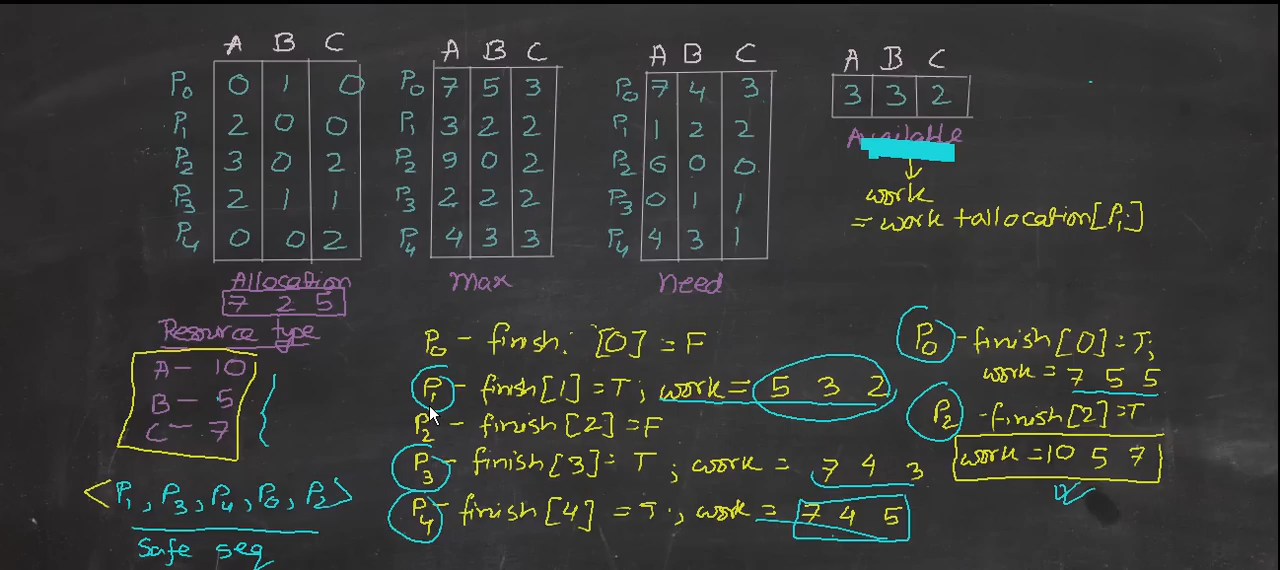 A B C
P0 0 1 0
P1 2 0 0
P2 3 0 2
P3 2 1 1
P4 0 0 2
Allocation
7 2 5
A B C
P0 7 5 3
P1 3 2 2
P2 9 0 2
P3 2 2 2
P4 4 3 3
Max
A B C
P0 7 4 3
P1 1 2 2
P2 6 0 0
P3 0 1 1
P4 4 3 1
Need
A B C
3 3 2
Available
work
= work + allocation[Pi]
Resource type
A - 10
B - 5
C - 7
<P1, P3, P4, P0, P2>
Safe seq
P0 - finish. [0] = F
P1 - finish[1] = T; work = 5 3 2
P2 - finish[2] = F
P3 - finish[3] = T; work = 7 4 3
P4 - finish[4] = T; work = 7 4 5
P0 - finish[0] = T;
work = 7 5 5
P2 - finish[2] = T
work = 10 5 7